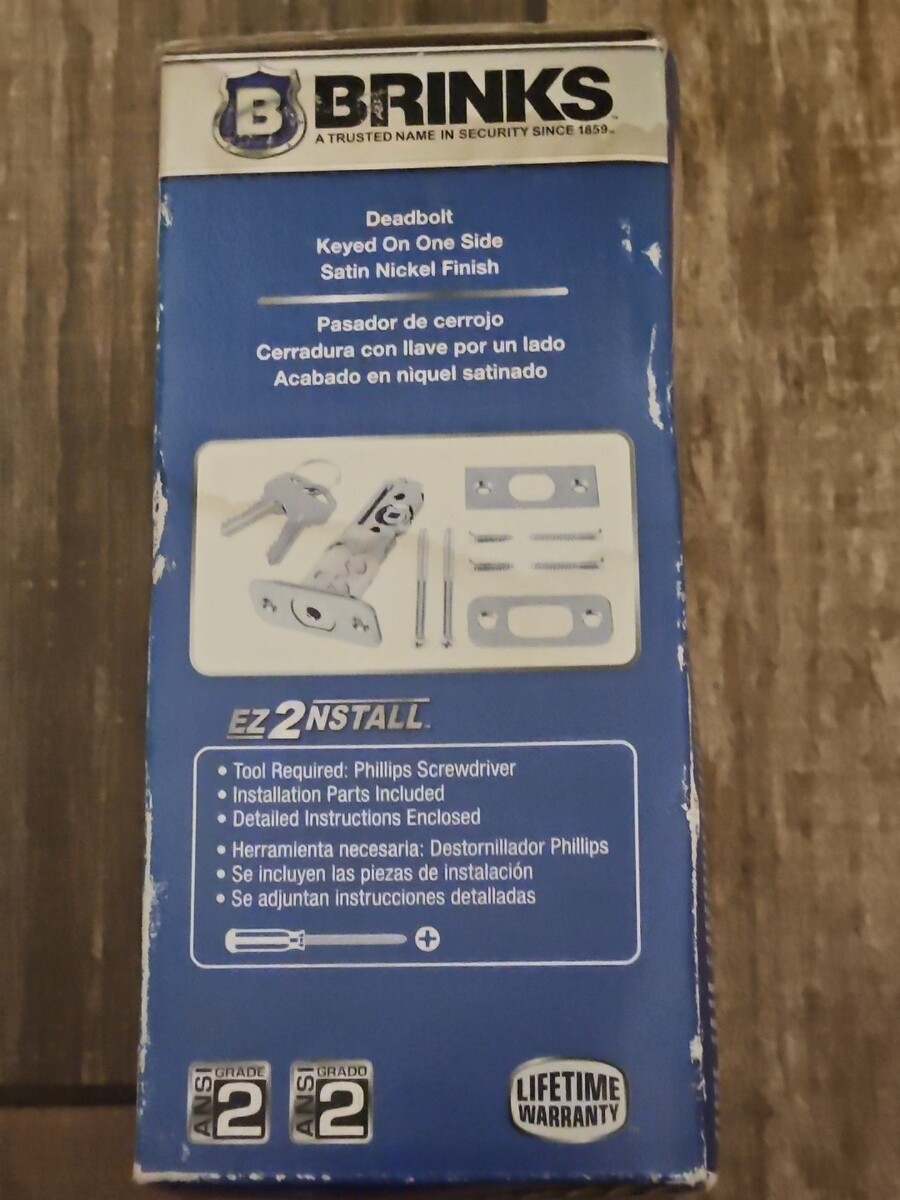 B BRINKS™
A TRUSTED NAME IN SECURITY SINCE 1859™
Deadbolt
Keyed On One Side
Satin Nickel Finish
Pasador de cerrojo
Cerradura con llave por un lado
Acabado en nìquel satinado
EZ2NSTALL™
• Tool Required: Phillips Screwdriver
• Installation Parts Included
• Detailed Instructions Enclosed
• Herramienta necesaria: Destornillador Phillips
• Se incluyen las piezas de instalación
• Se adjuntan instrucciones detalladas
ANSI GRADE 2
ANSI GRADO 2
LIFETIME
WARRANTY